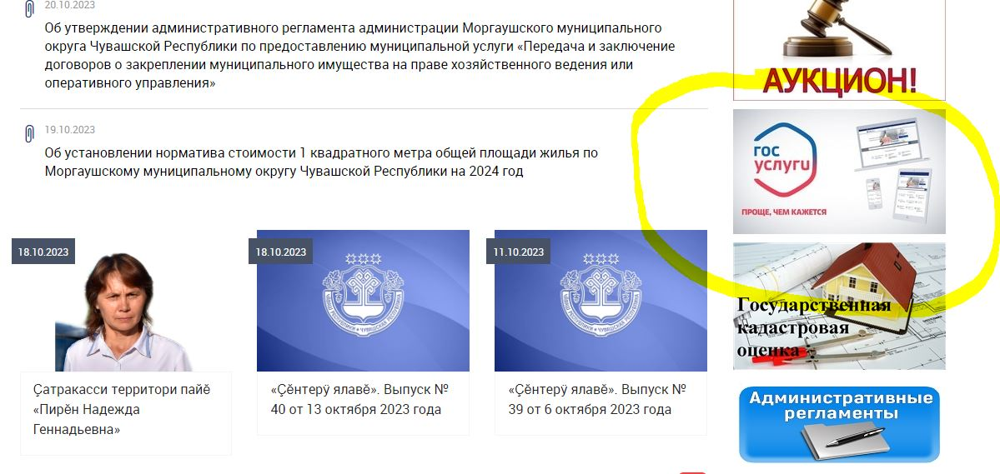 20.10.2023
Об утверждении административного регламента администрации Моргаушского муниципального
округа Чувашской Республики по предоставлению муниципальной услуги «Передача и заключение
договоров о закреплении муниципального имущества на праве хозяйственного ведения или
оперативного управления»
19.10.2023
Об установлении норматива стоимости 1 квадратного метра общей площади жилья по
Моргаушскому муниципальному округу Чувашской Республики на 2024 год
18.10.2023
Çатракасси территори пайĕ
«Пирĕн Надежда
Геннадьевна»
18.10.2023
«Çĕнтерÿ ялавĕ». Выпуск №
40 от 13 октября 2023 года
11.10.2023
«Çĕнтерÿ ялавĕ». Выпуск №
39 от 6 октября 2023 года
АУКЦИОН!
гос
услуги
ПРОЩЕ, ЧЕМ КАЖЕТСЯ
Государственная
кадастровая
оценка
Административные
регламенты